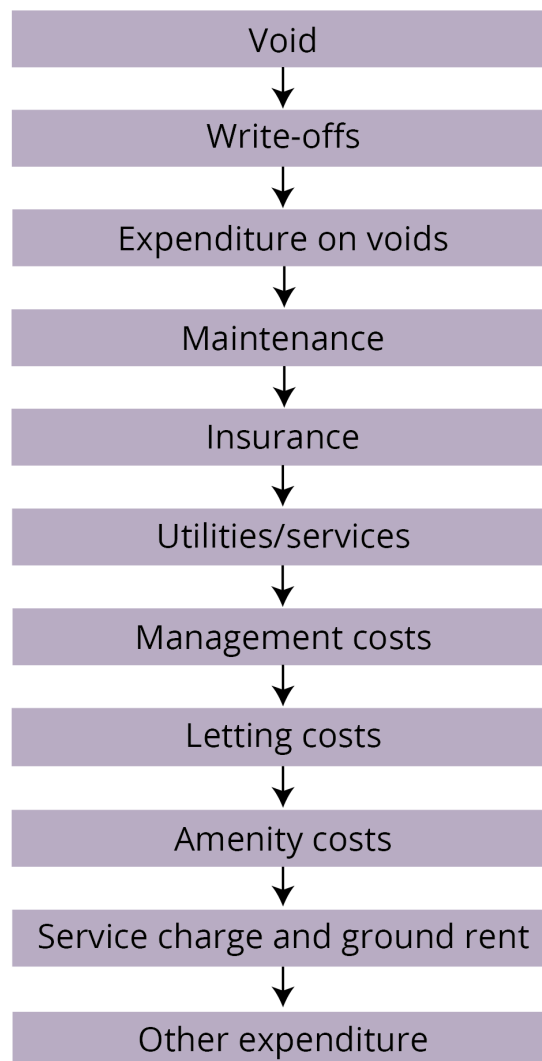 Void
Write-offs
Expenditure on voids
Maintenance
Insurance
Utilities/services
Management costs
Letting costs
Amenity costs
Service charge and ground rent
Other expenditure